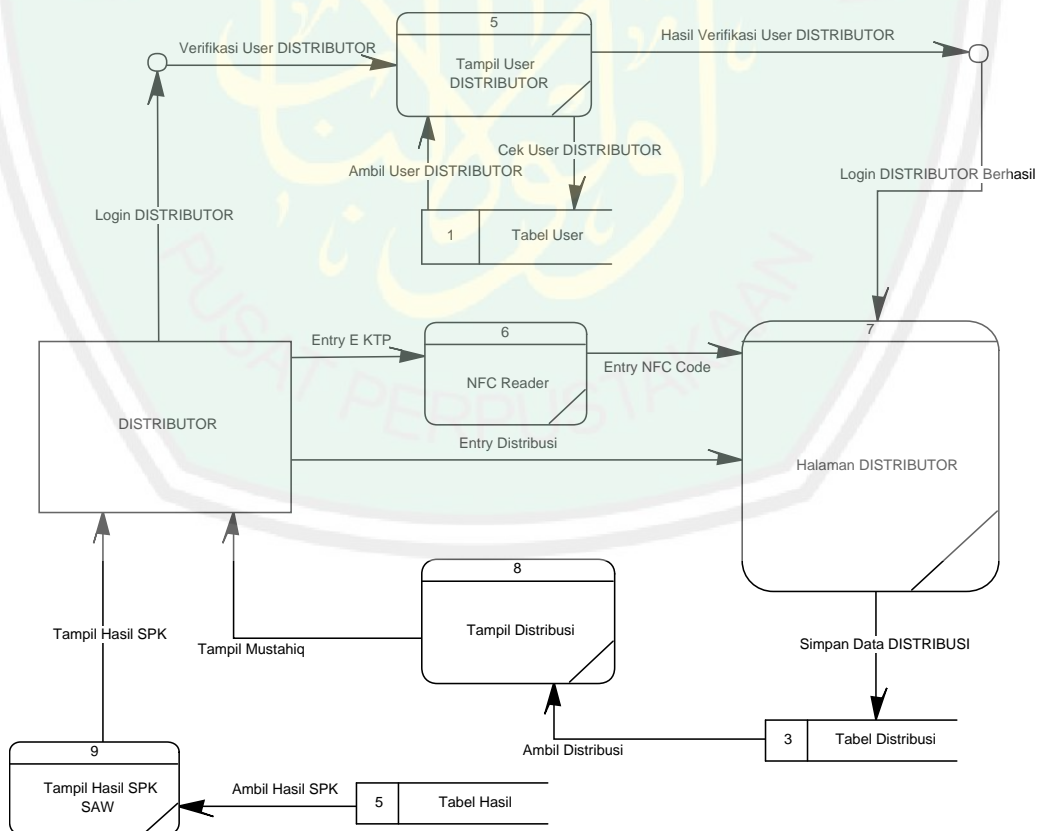 5
Verifikasi User DISTRIBUTOR
Hasil Verifikasi User DISTRIBUTOR
Tampil User
DISTRIBUTOR
Cek User DISTRIBUTOR
Ambil User DISTRIBUTOR
Login DISTRIBUTOR Berhasil
Login DISTRIBUTOR
1
Tabel User
PUSAT PERPUSTAKAAN
Entry E KTP
6
NFC Reader
Entry NFC Code
7
DISTRIBUTOR
Entry Distribusi
Halaman DISTRIBUTOR
8
Tampil Distribusi
Tampil Hasil SPK
Tampil Mustahiq
Simpan Data DISTRIBUSI
3
Tabel Distribusi
Ambil Distribusi
9
Tampil Hasil SPK
SAW
Ambil Hasil SPK
5
Tabel Hasil